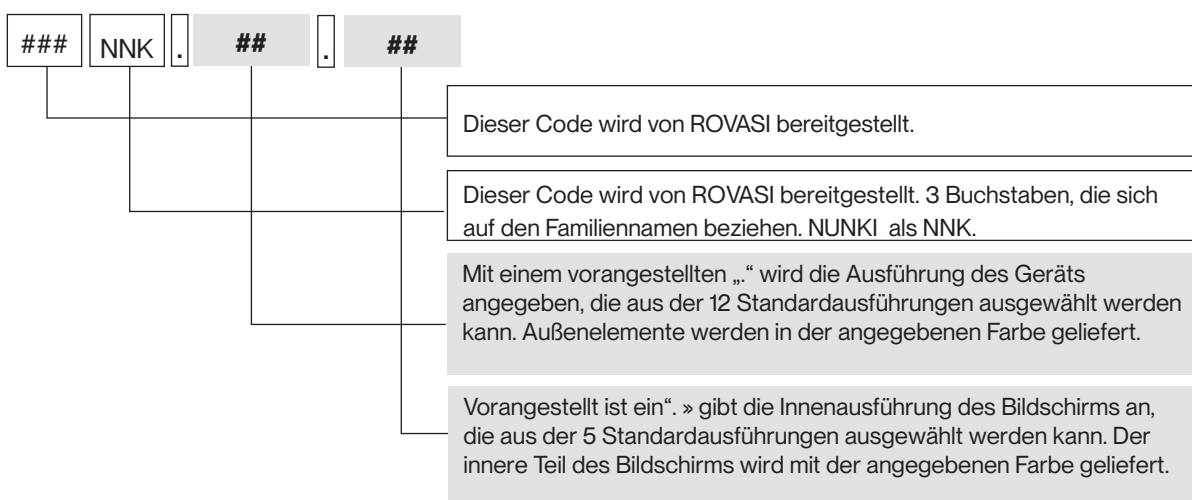 ### NNK . ## . ##
Dieser Code wird von ROVASI bereitgestellt.
Dieser Code wird von ROVASI bereitgestellt. 3 Buchstaben, die sich
auf den Familiennamen beziehen. NUNKI als NNK.
Mit einem vorangestellten „.“ wird die Ausführung des Geräts
angegeben, die aus der 12 Standardausführungen ausgewählt werden
kann. Außenelemente werden in der angegebenen Farbe geliefert.
Vorangestellt ist ein“. » gibt die Innenausführung des Bildschirms an,
die aus der 5 Standardausführungen ausgewählt werden kann. Der
innere Teil des Bildschirms wird mit der angegebenen Farbe geliefert.